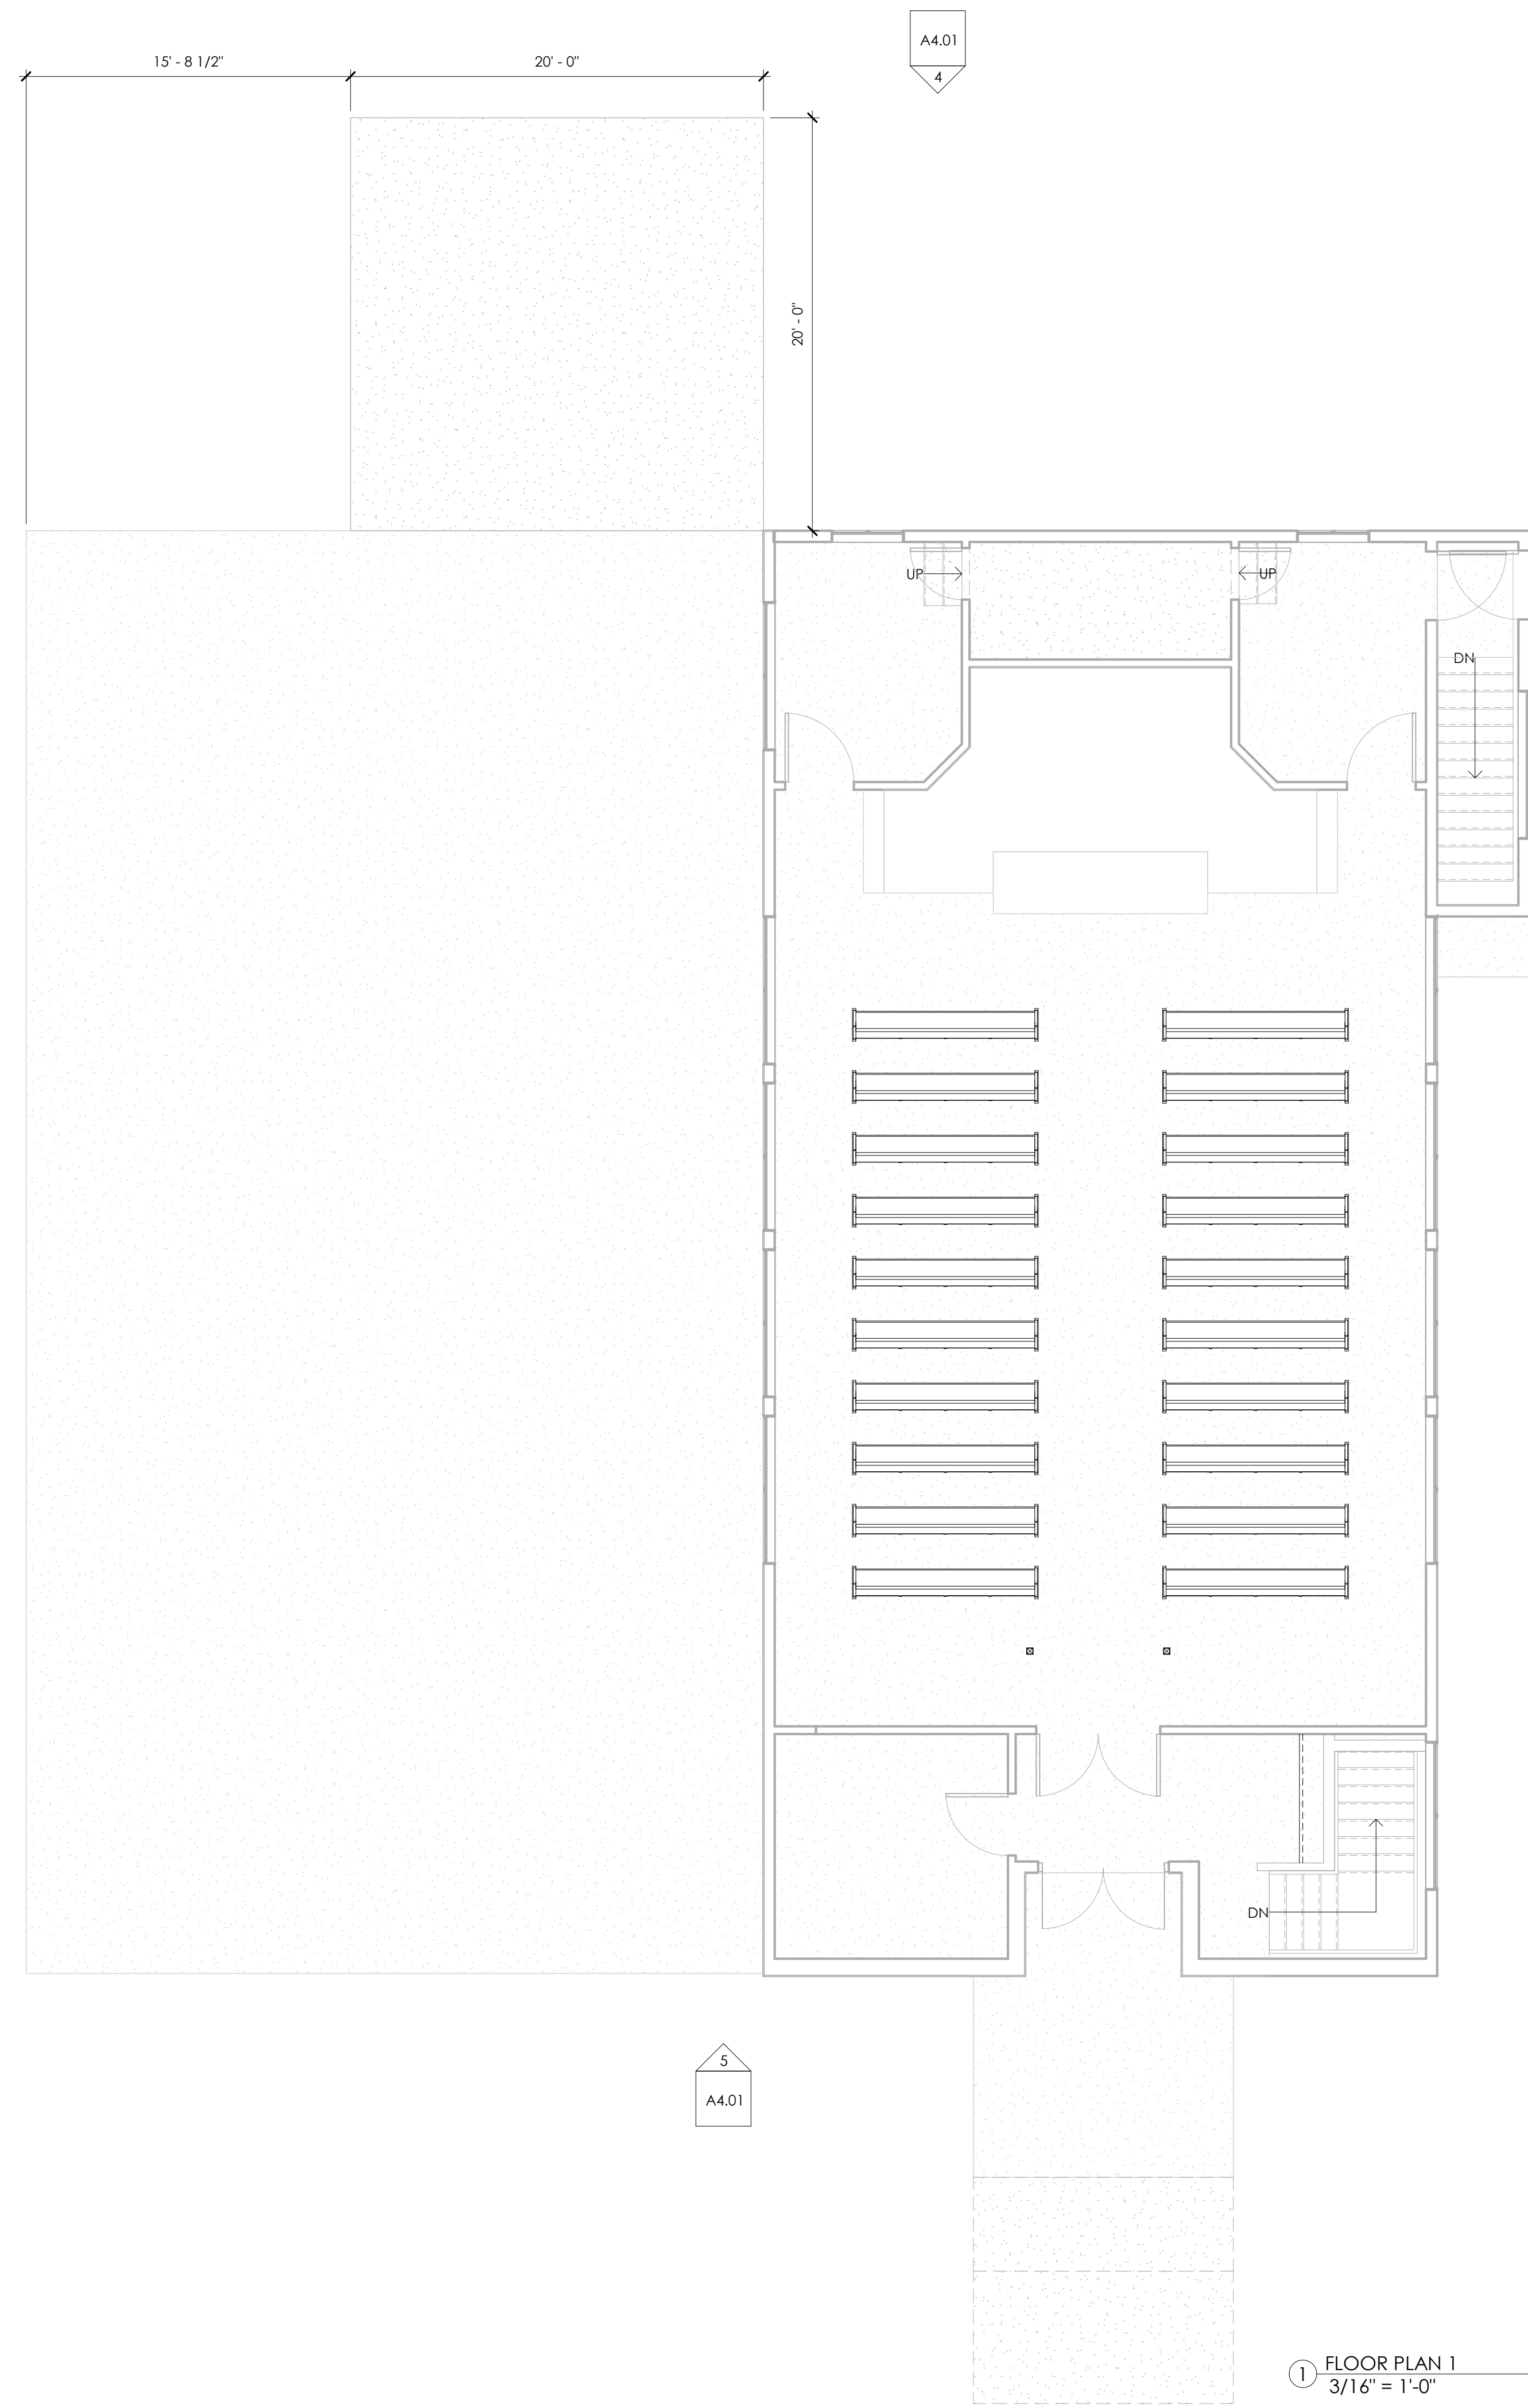 A4.01
4
15' - 8 1/2"
20' - 0"
20' - 0"
UP
UP
DN
DN
5
A4.01
1
FLOOR PLAN 1
3/16" = 1'-0"